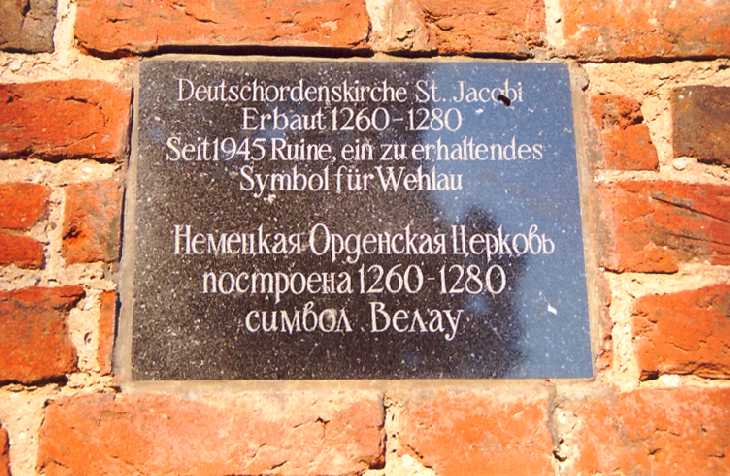 Deutschordenskirche St. Jacobi
Erbaut 1260-1280
Seit 1945 Ruine, ein zu erhaltendes
Symbol für Wehlau
Немецкая Орденская Церковь
построена 1260-1280
символ Велау